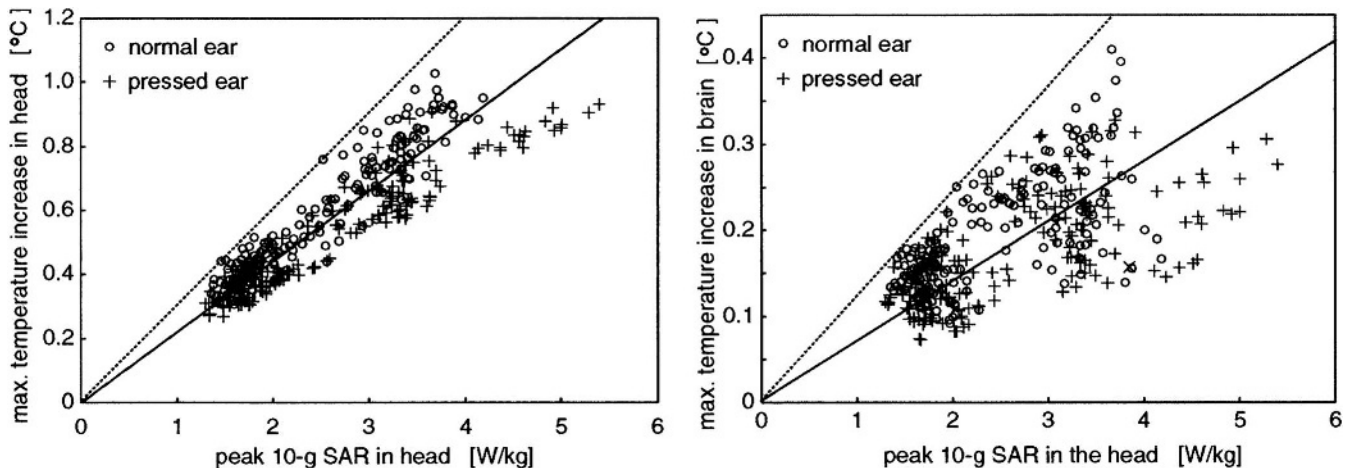 max. temperature increase in head [°C]
1.2
1.0
0.8
0.6
0.4
0.2
0
normal ear
pressed ear
0 1 2 3 4 5 6
peak 10-g SAR in head [W/kg]
max. temperature increase in brain [°C]
0.4
0.3
0.2
0.1
0
normal ear
pressed ear
0 1 2 3 4 5 6
peak 10-g SAR in the head [W/kg]